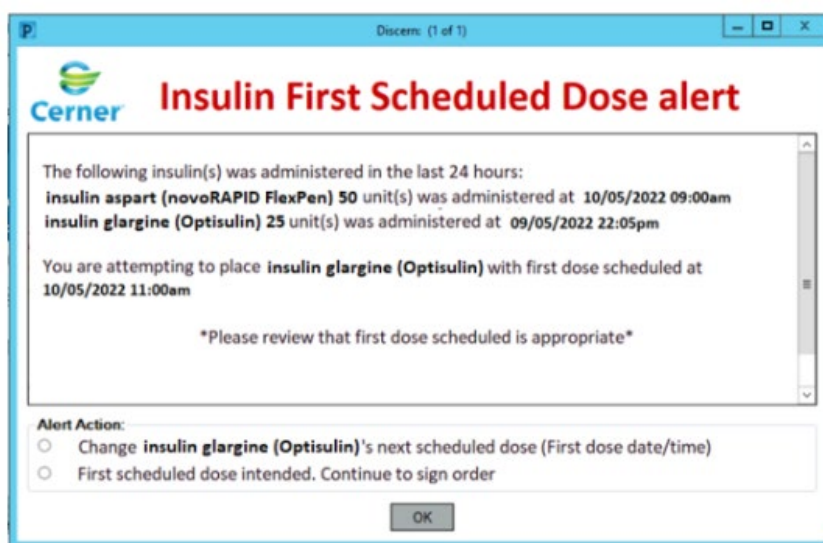 Discern: (1 of 1)
Cerner
Insulin First Scheduled Dose alert
The following insulin(s) was administered in the last 24 hours:
insulin aspart (novoRAPID FlexPen) 50 unit(s) was administered at 10/05/2022 09:00am
insulin glargine (Optisulin) 25 unit(s) was administered at 09/05/2022 22:05pm
You are attempting to place insulin glargine (Optisulin) with first dose scheduled at
10/05/2022 11:00am
*Please review that first dose scheduled is appropriate*
Alert Action:
Change insulin glargine (Optisulin)'s next scheduled dose (First dose date/time)
First scheduled dose intended. Continue to sign order
OK